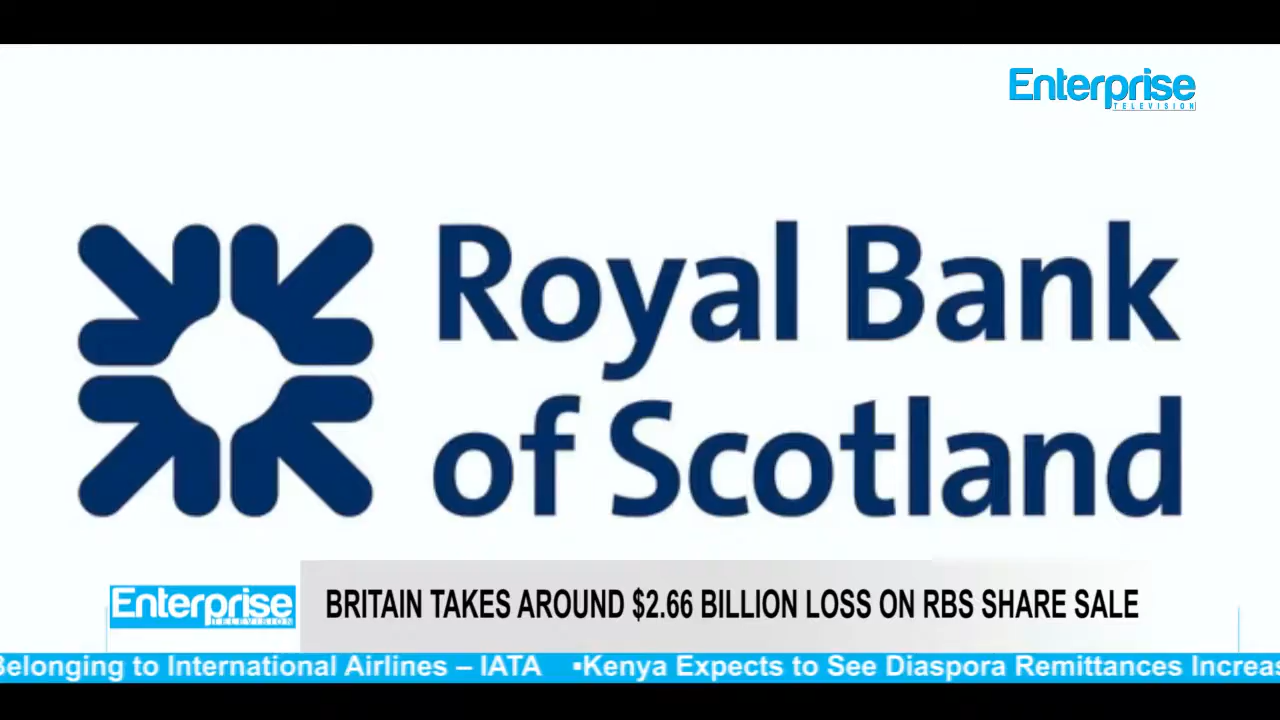 Enterprise
TELEVISION
Royal Bank
of Scotland
Enterprise
TELEVISION
BRITAIN TAKES AROUND $2.66 BILLION LOSS ON RBS SHARE SALE
Belonging to International Airlines – IATA ▪Kenya Expects to See Diaspora Remittances Increas